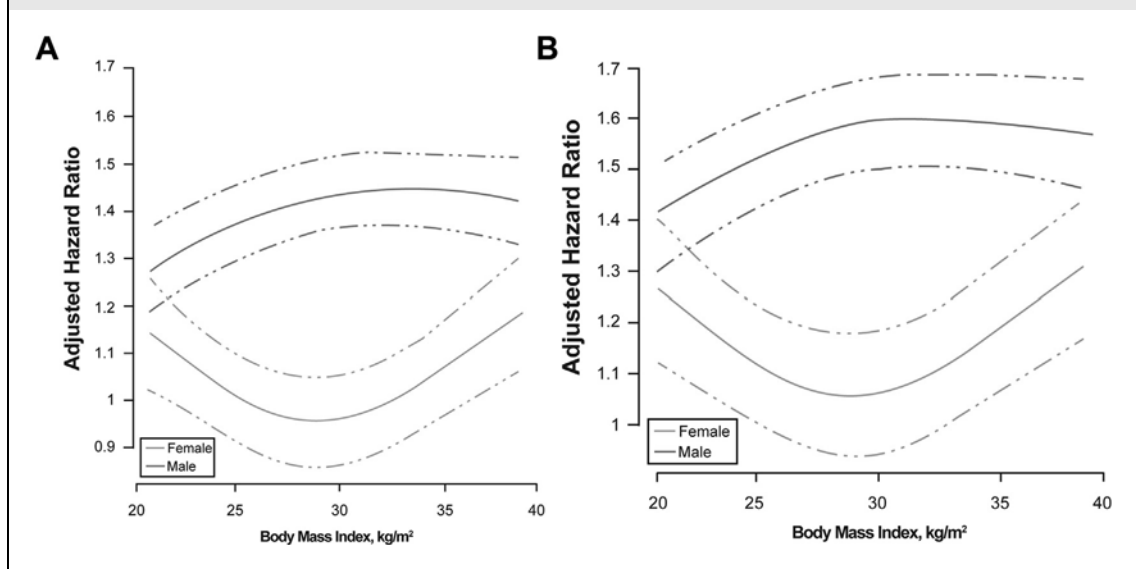 A
Adjusted Hazard Ratio
1.7
1.6
1.5
1.4
1.3
1.2
1.1
1
0.9
Female
Male
20 25 30 35 40
Body Mass Index, kg/m²
B
Adjusted Hazard Ratio
1.7
1.6
1.5
1.4
1.3
1.2
1.1
1
Female
Male
20 25 30 35 40
Body Mass Index, kg/m²